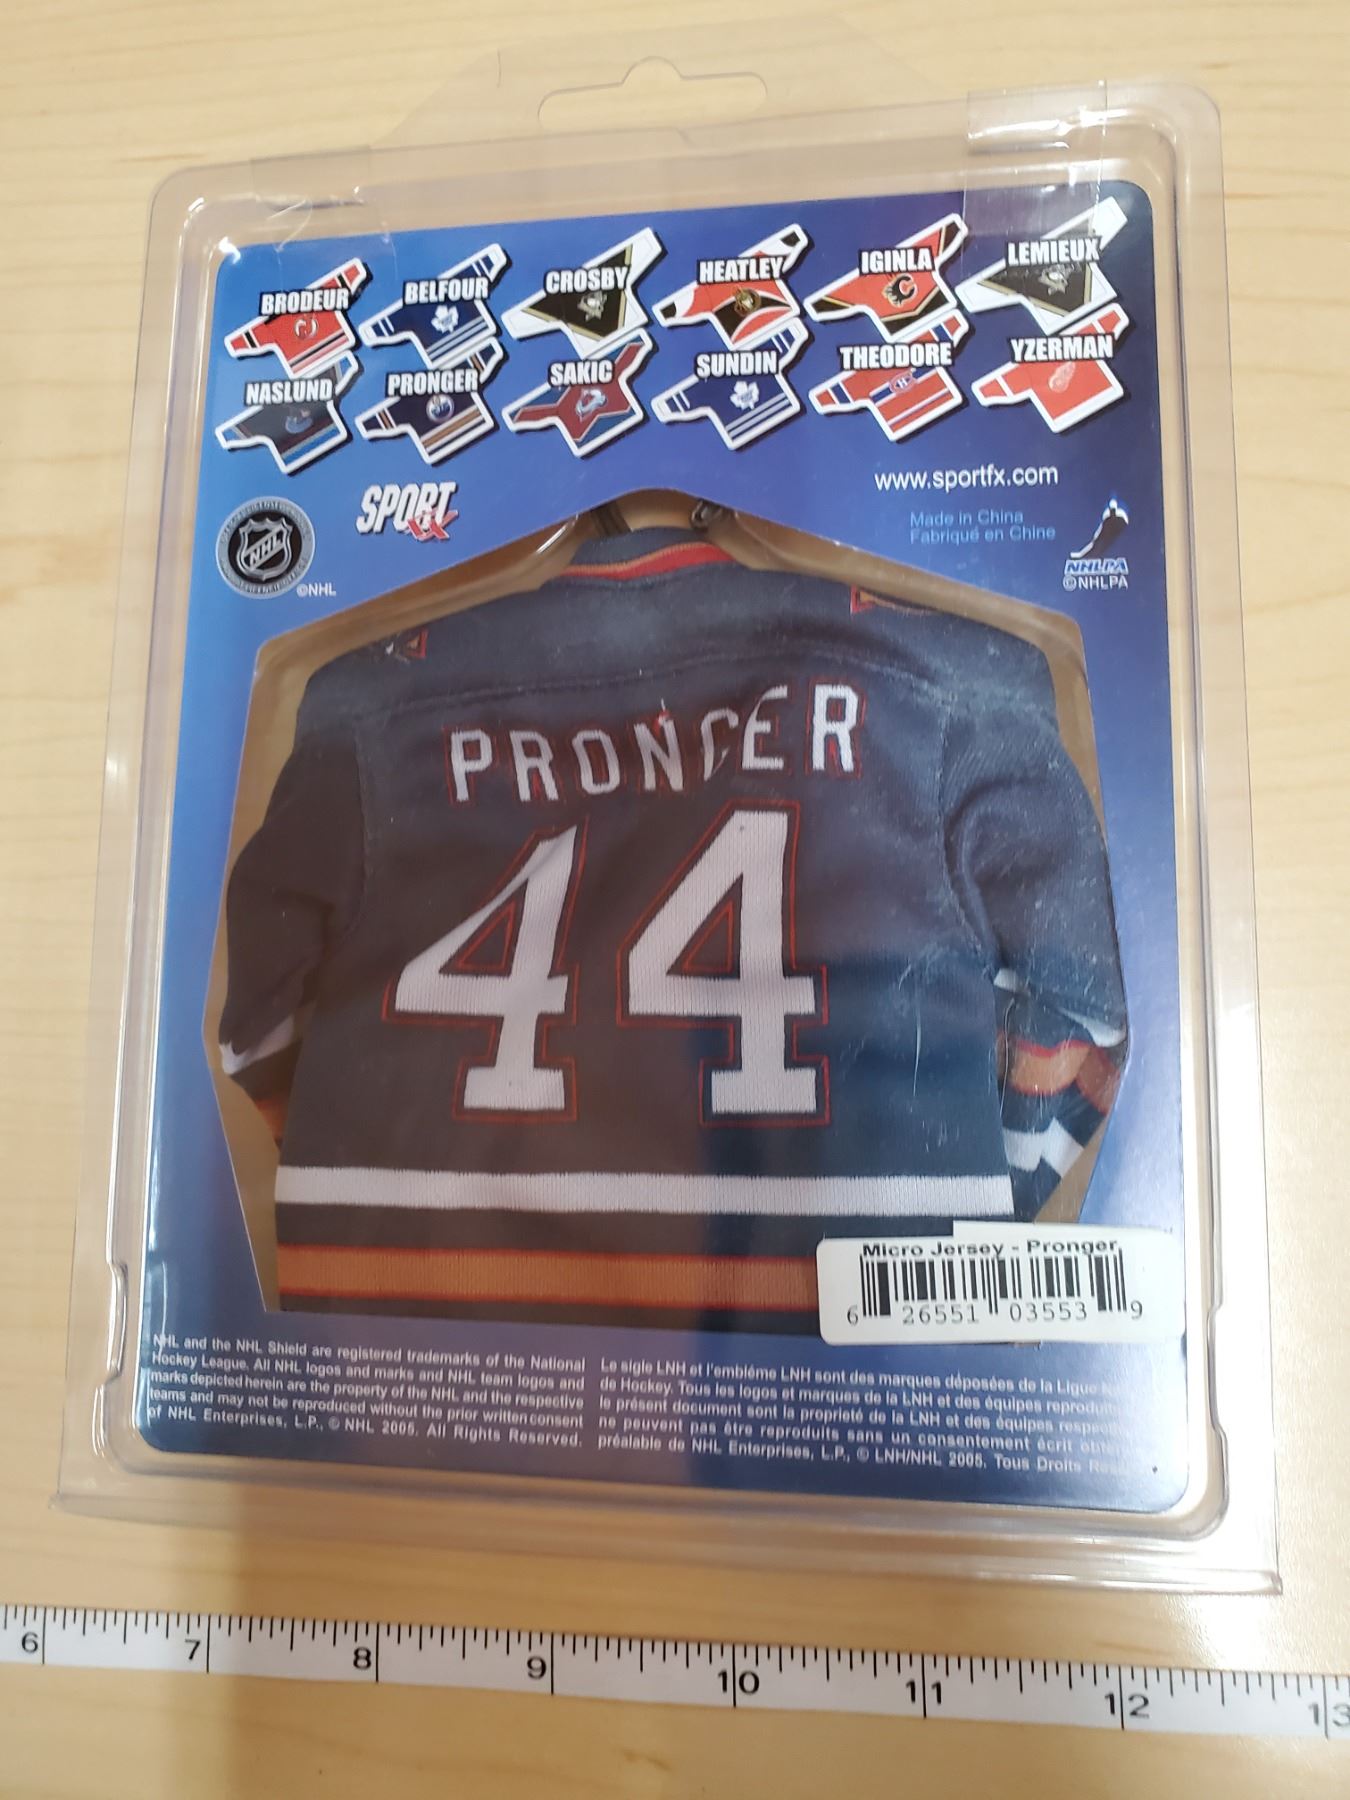 BRODEUR BELFOUR CROSBY HEATLEY IGINLA LEMIEUX
NASLUND PRONGER SAKIC SUNDIN THEODORE YZERMAN
www.sportfx.com
SPORT FX
Made in China
Fabriqué en Chine
NHL
©NHL
NHLPA
©NHLPA
PRONGER
44
Micro Jersey - Pronger
6 26551 03553 9
NHL and the NHL Shield are registered trademarks of the National
Hockey League. All NHL logos and marks and NHL team logos and
marks depicted herein are the property of the NHL and the respective
teams and may not be reproduced without the prior written consent
of NHL Enterprises, L.P., © NHL 2005. All Rights Reserved.
Le sigle LNH et l'embléme LNH sont des marques déposées de la Ligue
de Hockey. Tous les logos et marques de la LNH et des équipes
le présent document sont la propriété de la LNH et des équipes
ne peuvent pas être reproduits sans un consentement écrit
préalable de NHL Enterprises, L.P., © LNH/NHL 2005. Tous Droits
6 7 8 9 10 11 12 13